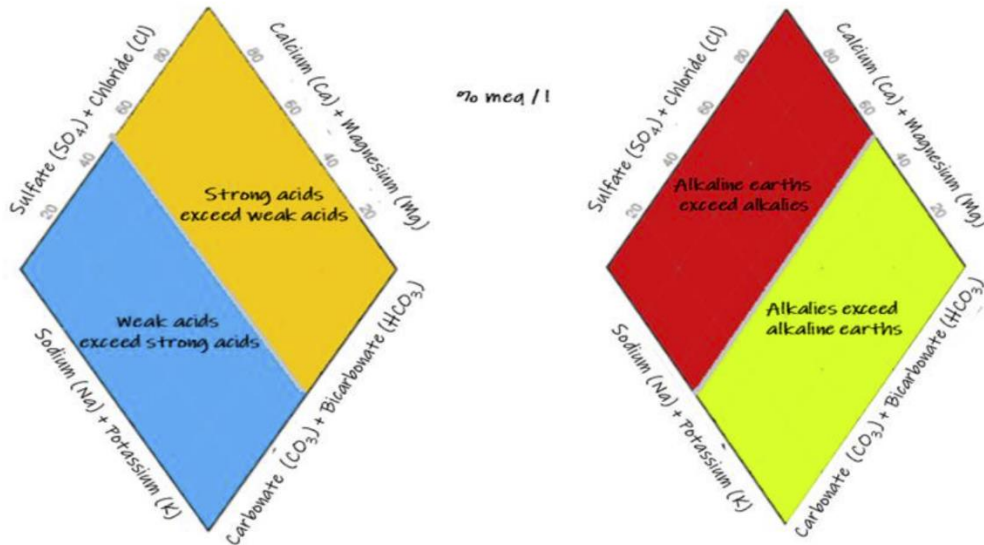 Sulfate (SO₄) + Chloride (Cl)
80
60
40
20
Calcium (Ca) + Magnesium (Mg)
80
60
40
20
Strong acids
exceed weak acids
Weak acids
exceed strong acids
Sodium (Na) + Potassium (K)
Carbonate (CO₃) + Bicarbonate (HCO₃)
% meq / l
Sulfate (SO₄) + Chloride (Cl)
80
60
40
20
Calcium (Ca) + Magnesium (Mg)
80
60
40
20
Alkaline earths
exceed alkalies
Alkalies exceed
alkaline earths
Sodium (Na) + Potassium (K)
Carbonate (CO₃) + Bicarbonate (HCO₃)